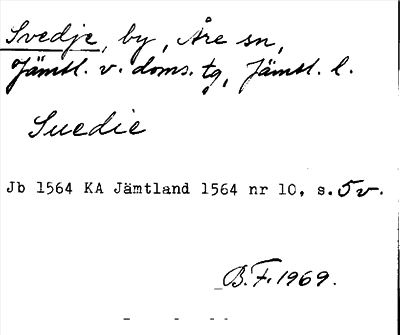 Svedje, by, Åre sn,
Jämtl. v. doms. tg, Jämtl. l.
Suedie
Jb 1564 KA Jämtland 1564 nr 10, s. 5v.
B.F. 1969.